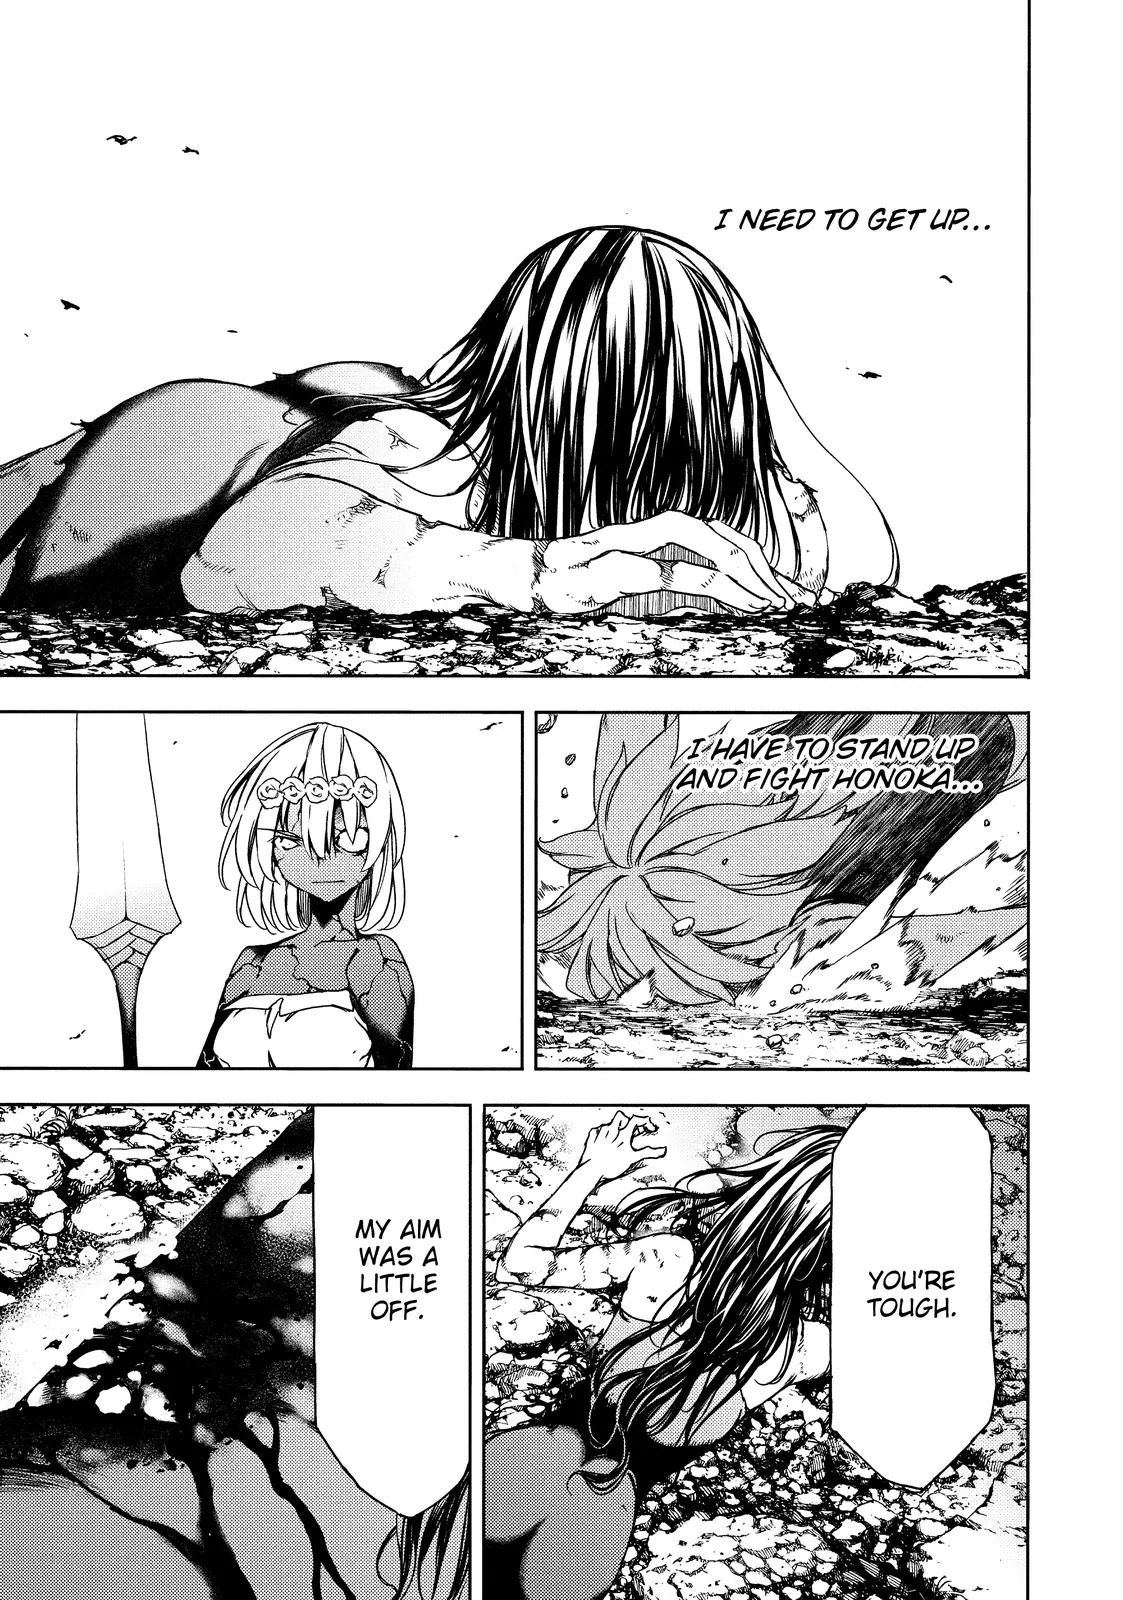 I NEED TO GET UP...
I HAVE TO STAND UP
AND FIGHT HONOKA...
YOU'RE
TOUGH.
MY AIM
WAS A
LITTLE
OFF.